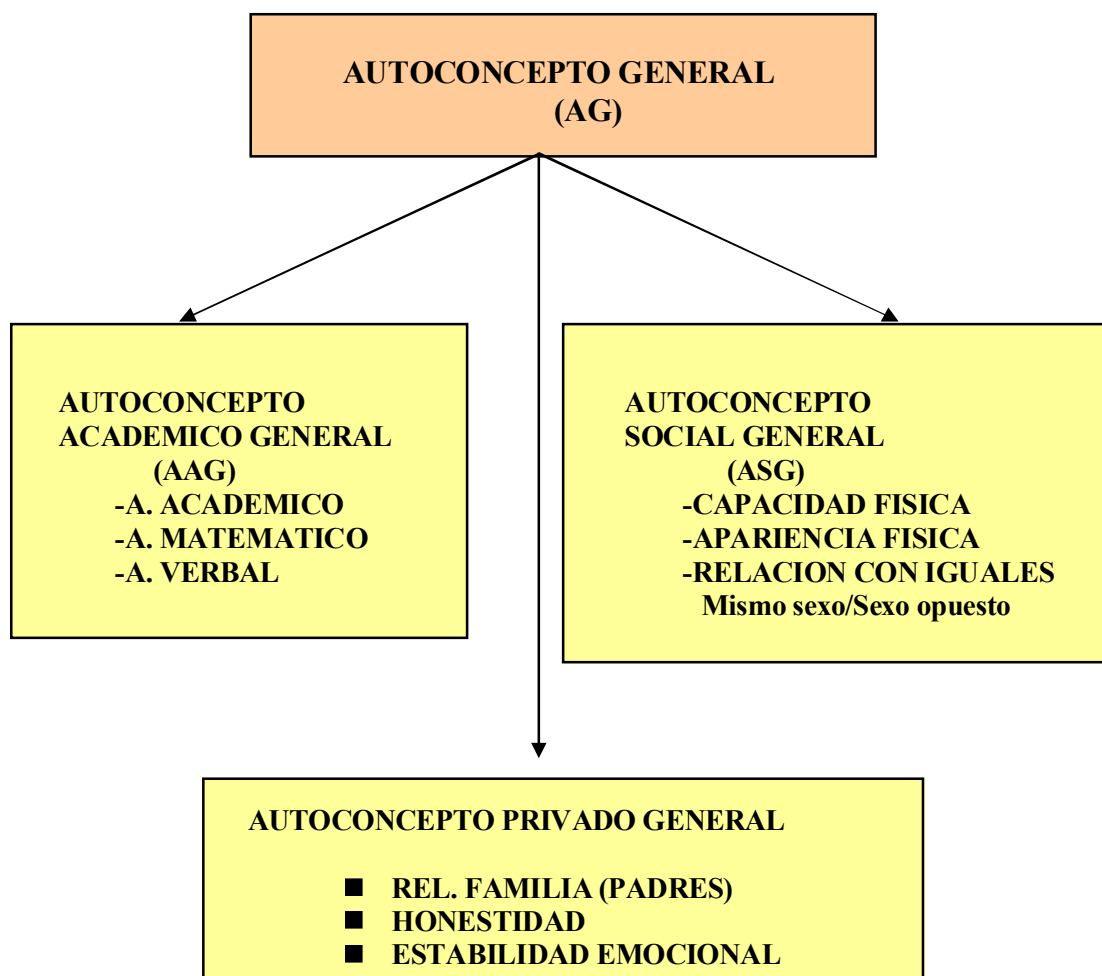 AUTOCONCEPTO GENERAL
(AG)
AUTOCONCEPTO
ACADEMICO GENERAL
(AAG)
-A. ACADEMICO
-A. MATEMATICO
-A. VERBAL
AUTOCONCEPTO
SOCIAL GENERAL
(ASG)
-CAPACIDAD FISICA
-APARIENCIA FISICA
-RELACION CON IGUALES
Mismo sexo/Sexo opuesto
AUTOCONCEPTO PRIVADO GENERAL
■ REL. FAMILIA (PADRES)
■ HONESTIDAD
■ ESTABILIDAD EMOCIONAL